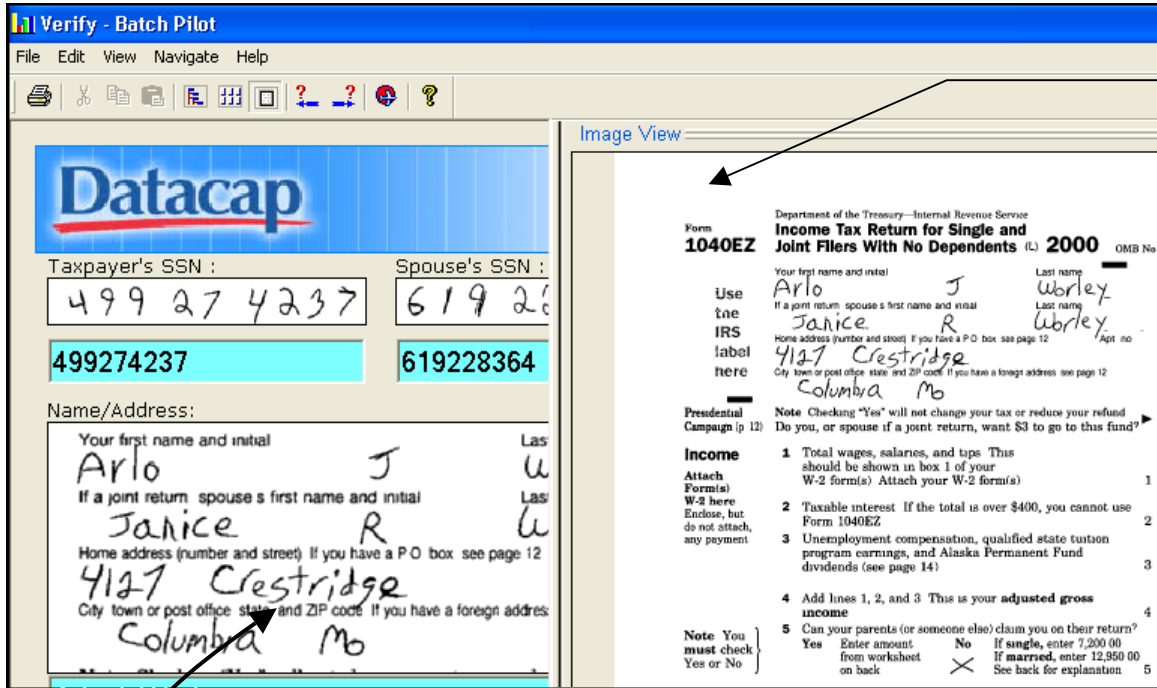 Verify - Batch Pilot
File Edit View Navigate Help
Datacap
Taxpayer's SSN :
Spouse's SSN :
499 27 4237
619 22
499274237
619228364
Name/Address:
Your first name and initial Las
Arlo J W
If a joint return spouse s first name and initial Las
Janice R W
Home address (number and street) If you have a P O box see page 12
4127 Crestridge
City town or post office state and ZIP code If you have a foreign addres
Columbia Mo
Image View
Department of the Treasury—Internal Revenue Service
Form
1040EZ
Income Tax Return for Single and
Joint Filers With No Dependents (L) 2000 OMB No
Use
the
IRS
label
here
Your first name and initial Last name
Arlo J Worley
If a joint return spouse s first name and initial Last name
Janice R Worley
Home address (number and street) If you have a P O box see page 12 Apt no
4127 Crestridge
City town or post office state and ZIP code If you have a foreign address see page 12
Columbia Mo
Presidential
Campaign (p 12)
Note Checking "Yes" will not change your tax or reduce your refund
Do you, or spouse if a joint return, want $3 to go to this fund?
Income
Attach
Form(s)
W-2 here
Enclose, but
do not attach,
any payment
1 Total wages, salaries, and tips This
should be shown in box 1 of your
W-2 form(s) Attach your W-2 form(s) 1
2 Taxable interest If the total is over $400, you cannot use
Form 1040EZ 2
3 Unemployment compensation, qualified state tuition
program earnings, and Alaska Permanent Fund
dividends (see page 14) 3
4 Add lines 1, 2, and 3 This is your adjusted gross
income 4
Note You
must check
Yes or No
5 Can your parents (or someone else) claim you on their return?
Yes Enter amount No If single, enter 7,200 00
from worksheet If married, enter 12,950 00
on back See back for explanation 5